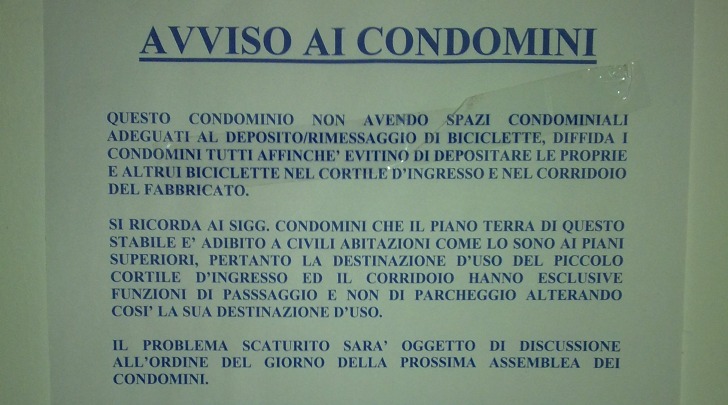 AVVISO AI CONDOMINI
QUESTO CONDOMINIO NON AVENDO SPAZI CONDOMINIALI
ADEGUATI AL DEPOSITO/RIMESSAGGIO DI BICICLETTE, DIFFIDA I
CONDOMINI TUTTI AFFINCHE' EVITINO DI DEPOSITARE LE PROPRIE
E ALTRUI BICICLETTE NEL CORTILE D'INGRESSO E NEL CORRIDOIO
DEL FABBRICATO.
SI RICORDA AI SIGG. CONDOMINI CHE IL PIANO TERRA DI QUESTO
STABILE E' ADIBITO A CIVILI ABITAZIONI COME LO SONO AI PIANI
SUPERIORI, PERTANTO LA DESTINAZIONE D'USO DEL PICCOLO
CORTILE D'INGRESSO ED IL CORRIDOIO HANNO ESCLUSIVE
FUNZIONI DI PASSSAGGIO E NON DI PARCHEGGIO ALTERANDO
COSI' LA SUA DESTINAZIONE D'USO.
IL PROBLEMA SCATURITO SARA' OGGETTO DI DISCUSSIONE
ALL'ORDINE DEL GIORNO DELLA PROSSIMA ASSEMBLEA DEI
CONDOMINI.